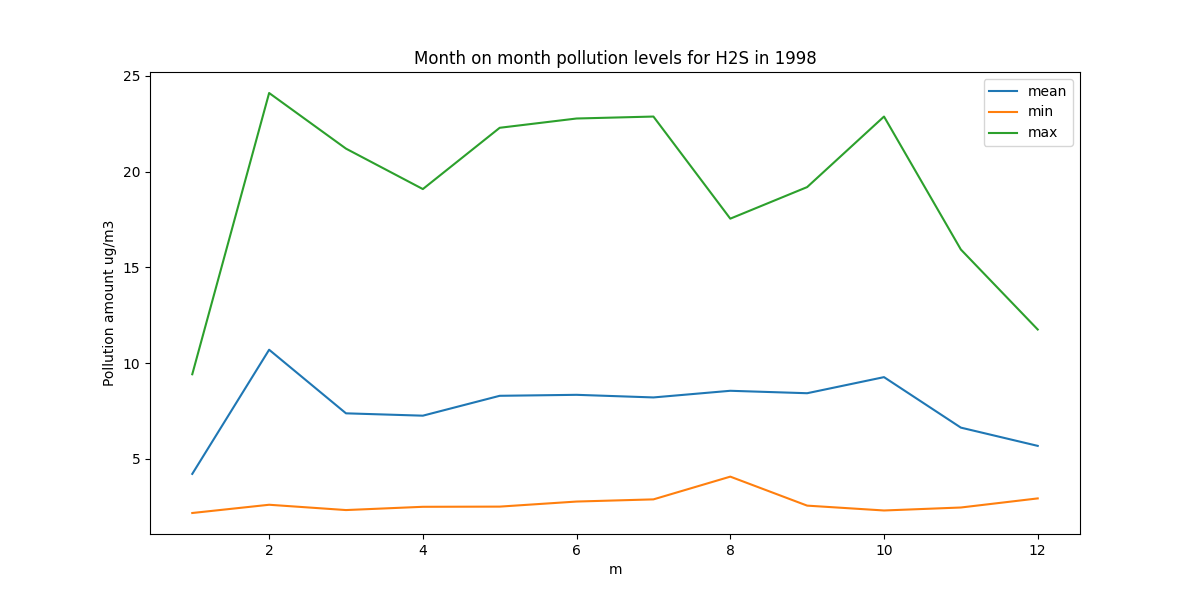 Month on month pollution levels for H2S in 1998
mean
min
max
25
20
15
10
5
Pollution amount ug/m3
2 4 6 8 10 12
m